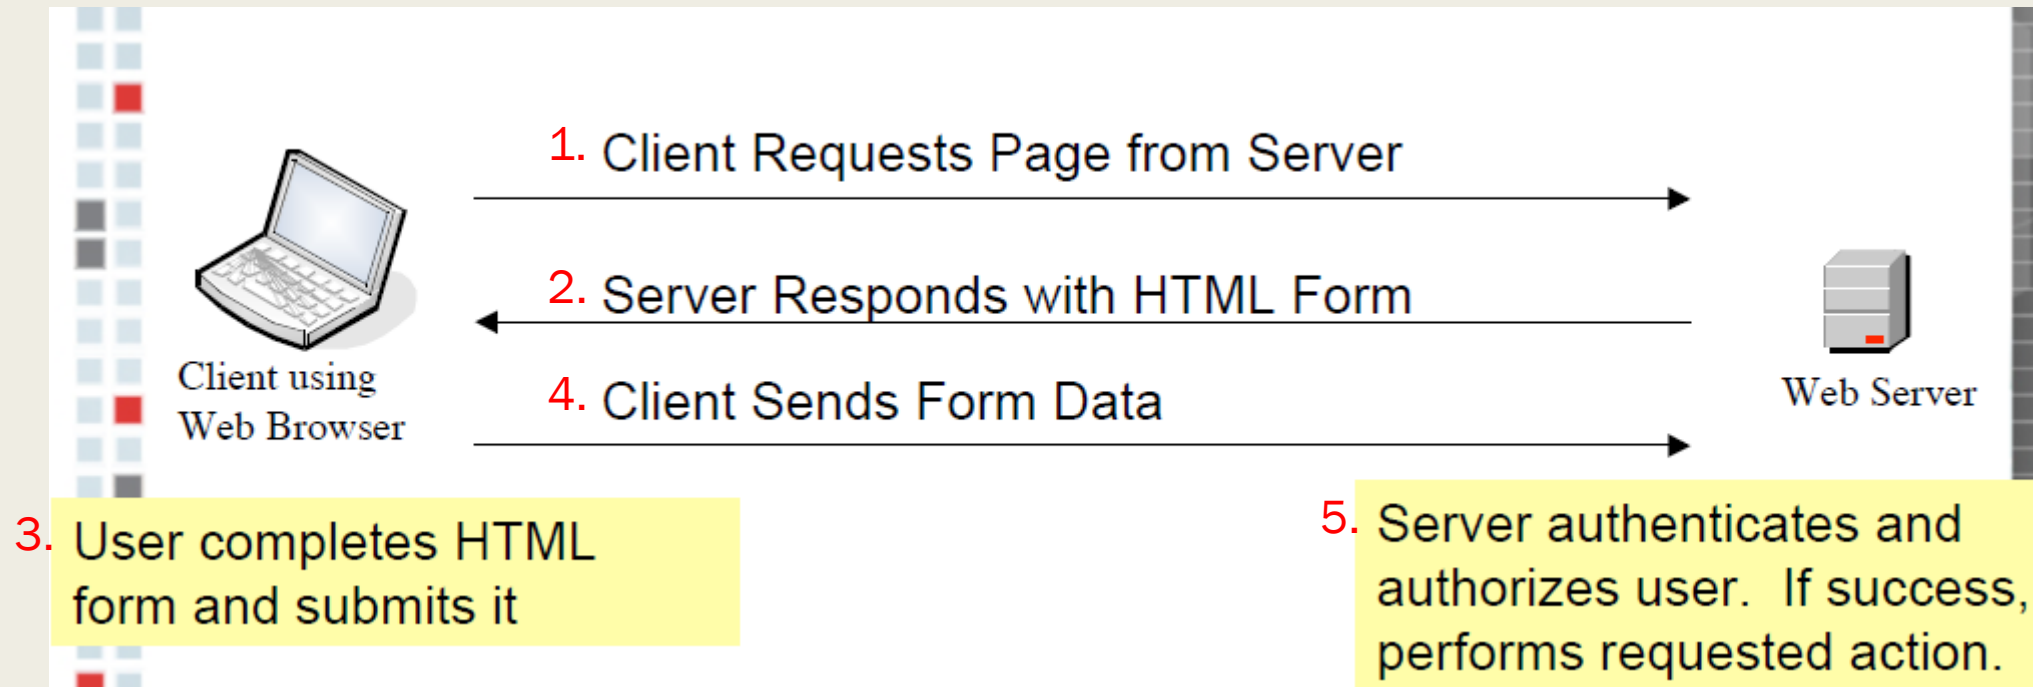 1. Client Requests Page from Server
2. Server Responds with HTML Form
Client using
Web Browser
4. Client Sends Form Data
Web Server
3. User completes HTML
form and submits it
5. Server authenticates and
authorizes user. If success,
performs requested action.